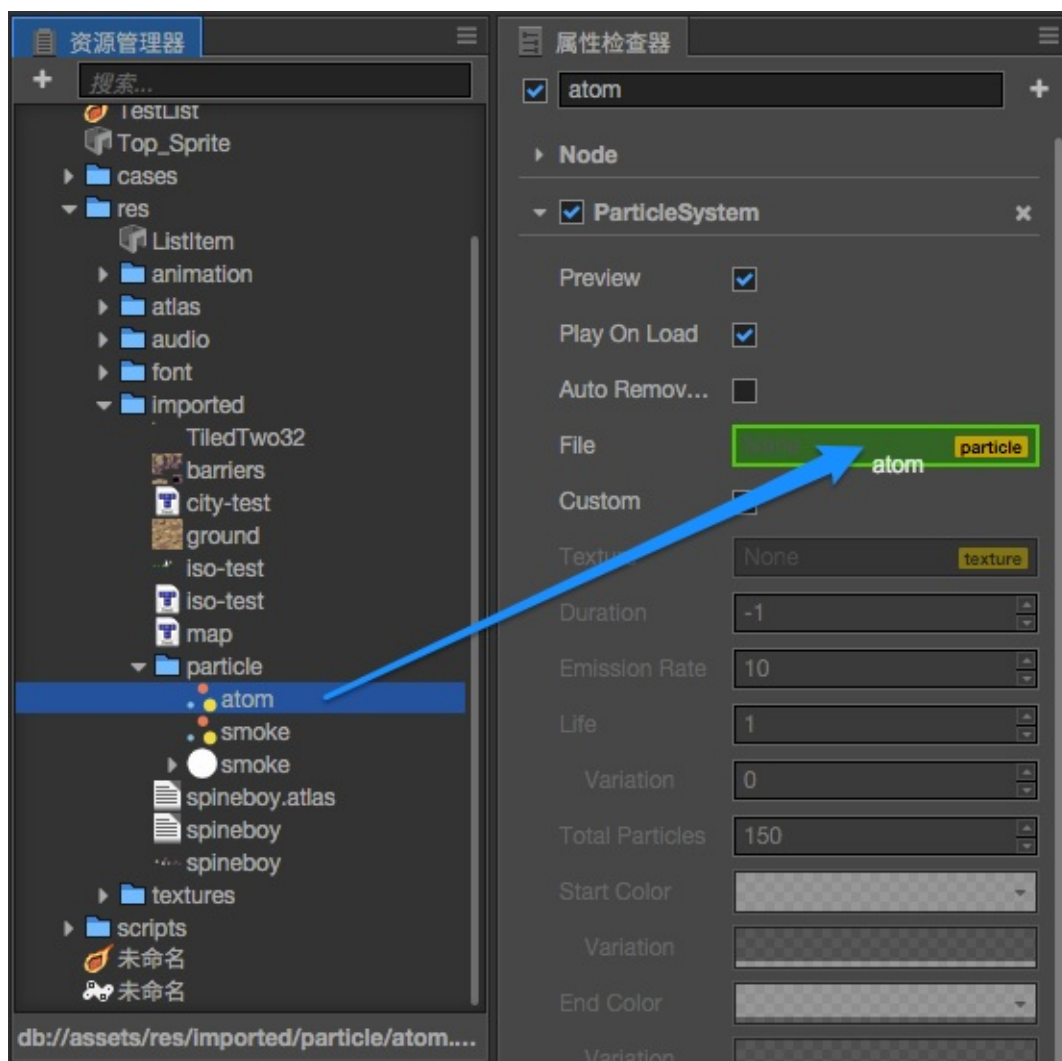 资源管理器
搜索...
TestList
Top_Sprite
cases
res
ListItem
animation
atlas
audio
font
imported
TiledTwo32
barriers
city-test
ground
iso-test
iso-test
map
particle
atom
smoke
smoke
spineboy.atlas
spineboy
spineboy
textures
scripts
未命名
未命名
db://assets/res/imported/particle/atom....
属性检查器
atom
Node
ParticleSystem
Preview
Play On Load
Auto Remov...
File None particle
atom
Custom
Texture None texture
Duration -1
Emission Rate 10
Life 1
Variation 0
Total Particles 150
Start Color
Variation
End Color
Variation